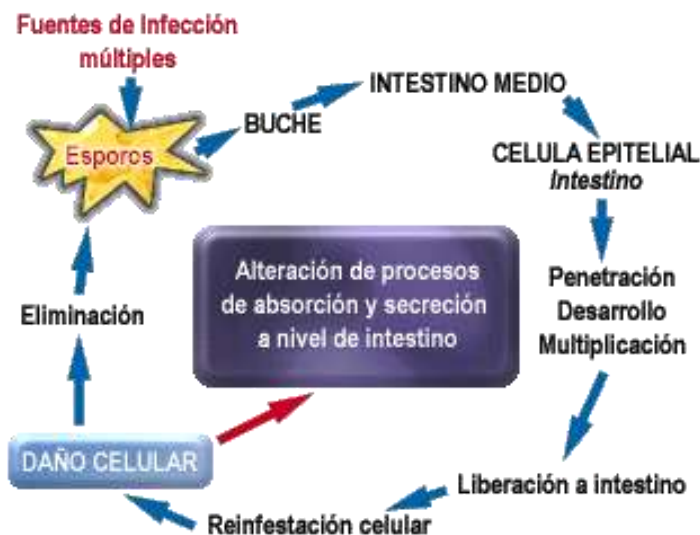 Fuentes de Infección
múltiples
Esporos
BUCHE
INTESTINO MEDIO
CELULA EPITELIAL
Intestino
Penetración
Desarrollo
Multiplicación
Liberación a intestino
Reinfestación celular
DAÑO CELULAR
Eliminación
Alteración de procesos
de absorción y secreción
a nivel de intestino